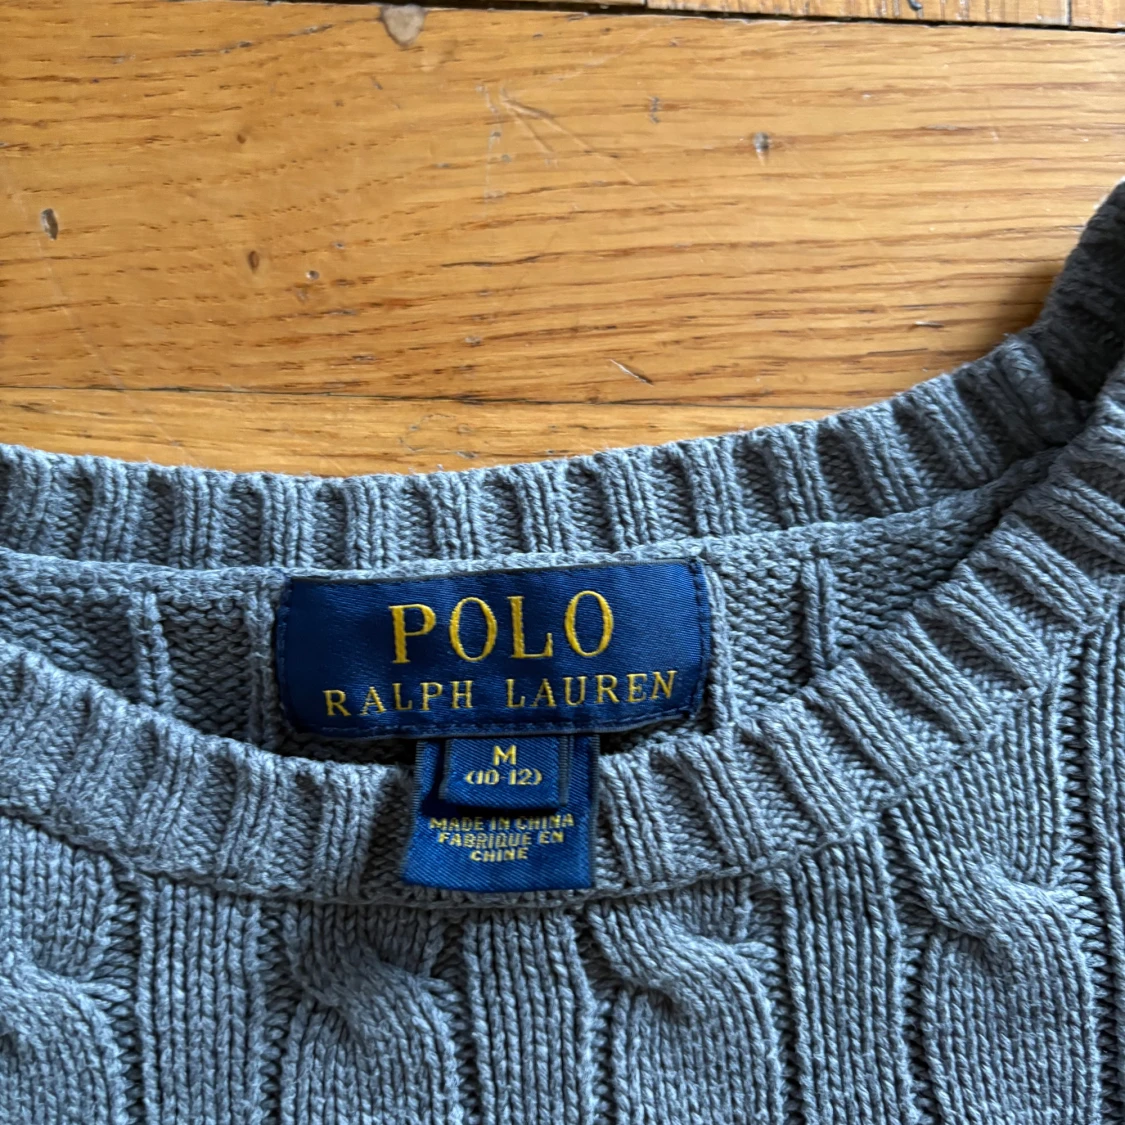 POLO
RALPH LAUREN
M
(10-12)
MADE IN CHINA
FABRIQUE EN
CHINE